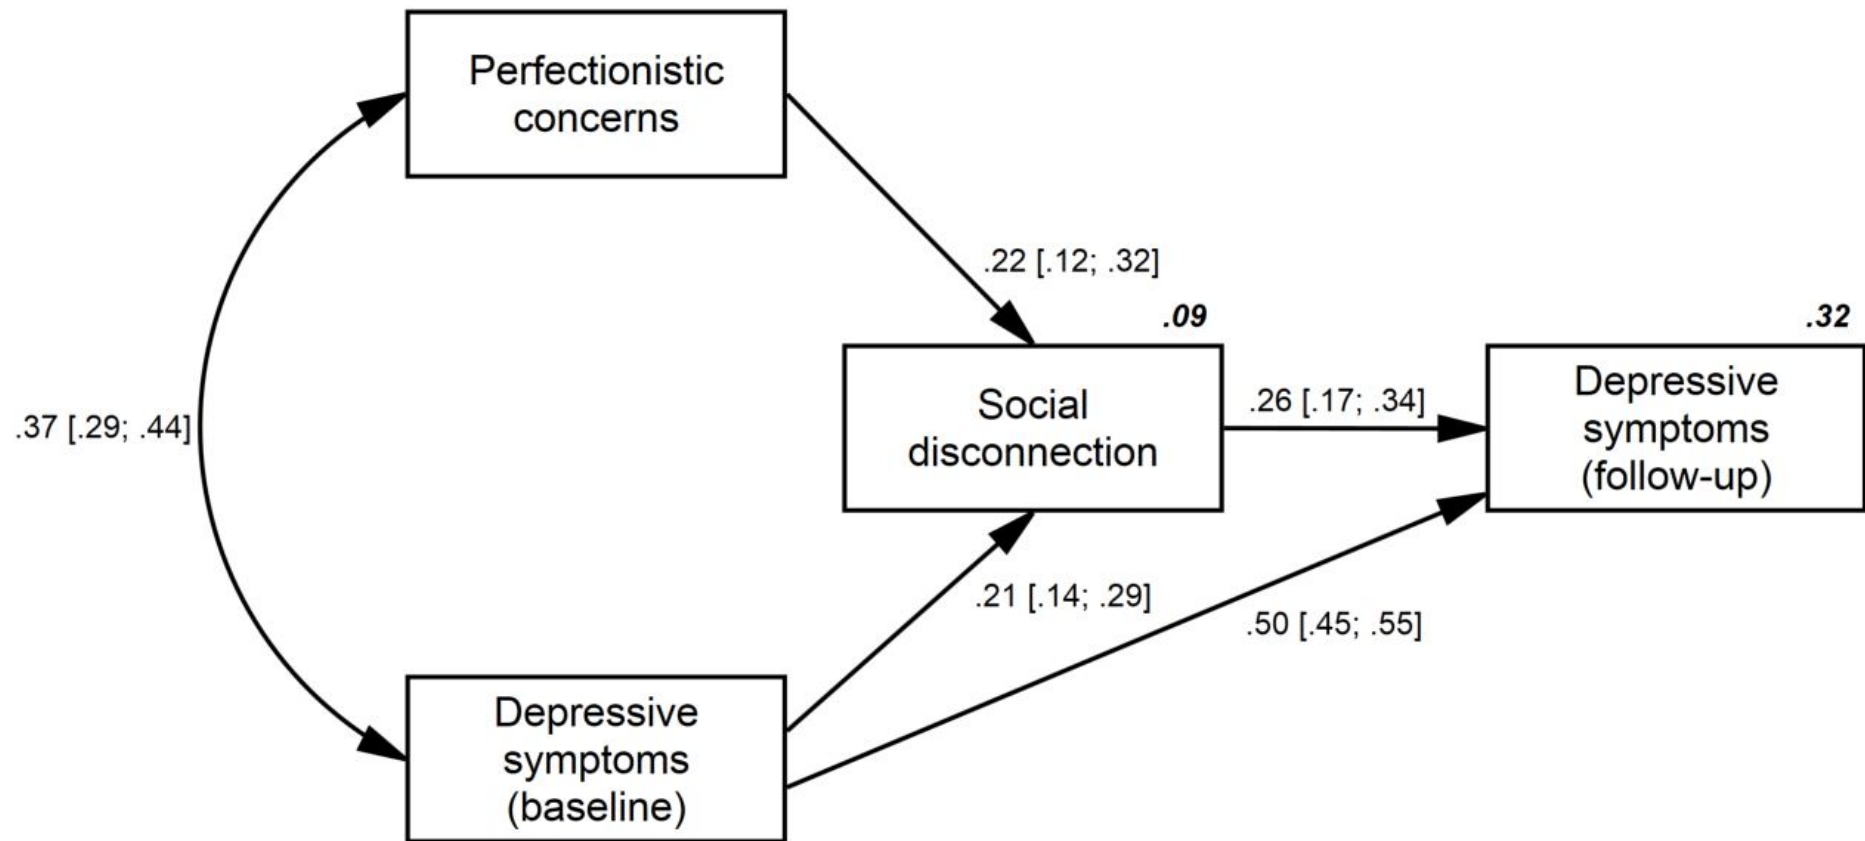 Perfectionistic
concerns
.22 [.12; .32]
.09
.32
Social
disconnection
.26 [.17; .34]
Depressive
symptoms
(follow-up)
.37 [.29; .44]
.21 [.14; .29]
.50 [.45; .55]
Depressive
symptoms
(baseline)